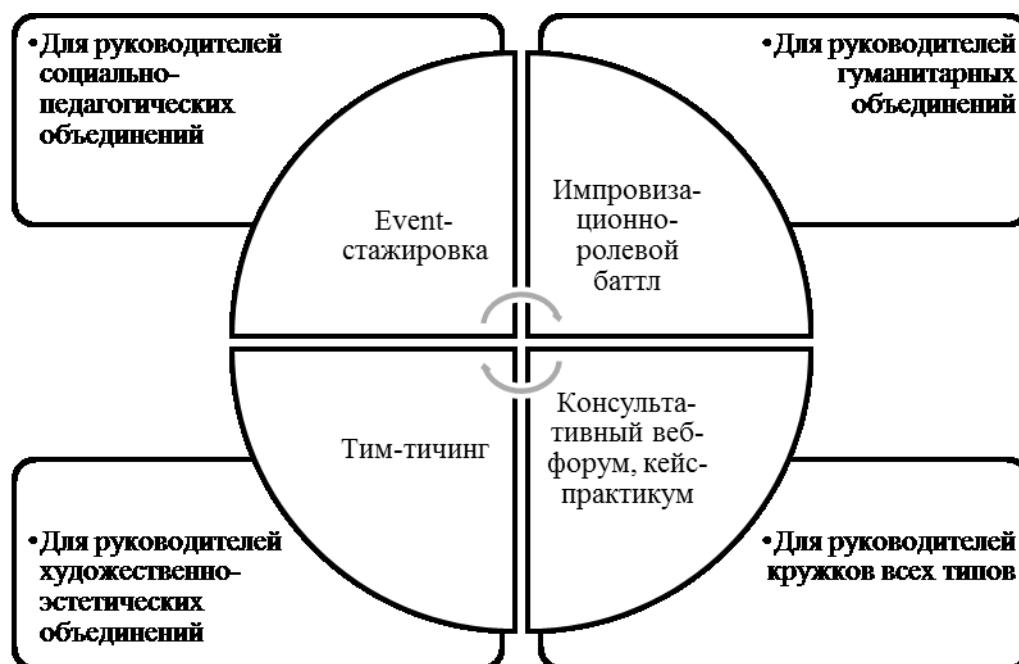 •Для руководителей
социально-
педагогических
объединений
•Для руководителей
гуманитарных
объединений
Event-
стажировка
Импровиза-
ционно-
ролевой
баттл
Тим-тичинг
Консульта-
тивный веб-
форум, кейс-
практикум
•Для руководителей
художественно-
эстетических
объединений
•Для руководителей
кружков всех типов